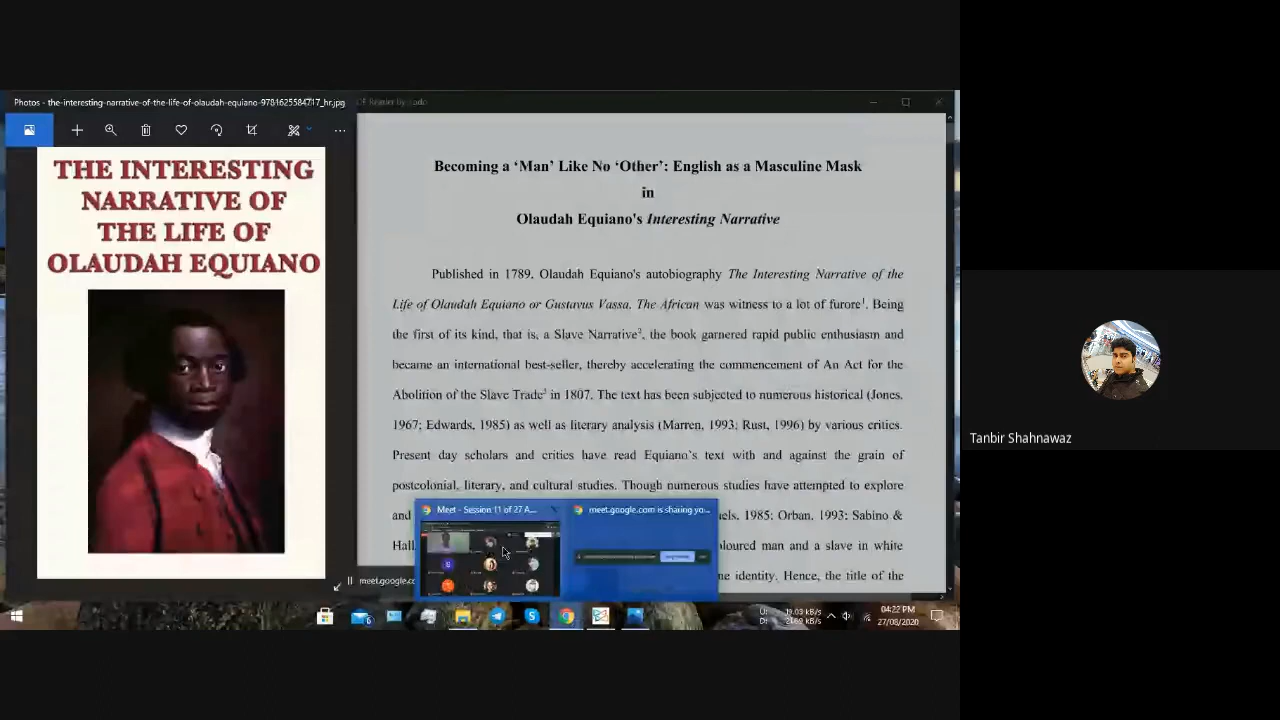 Photos - the-interesting-narrative-of-the-life-of-olaudah-equiano-9781625584717_hr.jpg
THE INTERESTING
NARRATIVE OF
THE LIFE OF
OLAUDAH EQUIANO
Becoming a ‘Man’ Like No ‘Other’: English as a Masculine Mask
in
Olaudah Equiano's Interesting Narrative
Published in 1789, Olaudah Equiano's autobiography The Interesting Narrative of the
Life of Olaudah Equiano or Gustavus Vassa, The African was witness to a lot of furore¹. Being
the first of its kind, that is, a Slave Narrative², the book garnered rapid public enthusiasm and
became an international best-seller, thereby accelerating the commencement of An Act for the
Abolition of the Slave Trade³ in 1807. The text has been subjected to numerous historical (Jones,
1967; Edwards, 1985) as well as literary analysis (Marren, 1993; Rust, 1996) by various critics.
Present day scholars and critics have read Equiano’s text with and against the grain of
postcolonial, literary, and cultural studies. Though numerous studies have attempted to explore
and uels, 1985; Orban, 1993; Sabino &
Hall, oloured man and a slave in white
ne identity. Hence, the title of the
Meet - Session 11 of 27 A...
meet.google.com is sharing yo...
meet.google.co
04:22 PM
27/08/2020
Tanbir Shahnawaz